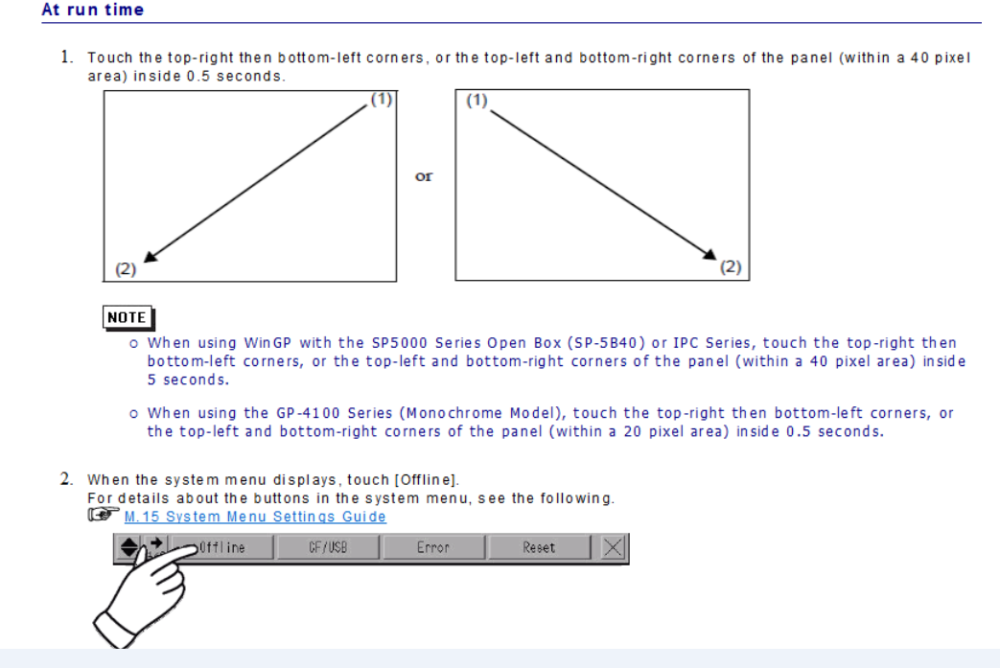 At run time
1. Touch the top-right then bottom-left corners, or the top-left and bottom-right corners of the panel (within a 40 pixel
area) inside 0.5 seconds.
(1)
(2)
or
(1)
(2)
NOTE
o When using WinGP with the SP5000 Series Open Box (SP-5B40) or IPC Series, touch the top-right then
bottom-left corners, or the top-left and bottom-right corners of the panel (within a 40 pixel area) inside
5 seconds.
o When using the GP-4100 Series (Monochrome Model), touch the top-right then bottom-left corners, or
the top-left and bottom-right corners of the panel (within a 20 pixel area) inside 0.5 seconds.
2. When the system menu displays, touch [Offline].
For details about the buttons in the system menu, see the following.
M.15 System Menu Settings Guide
Offline CF/USB Error Reset